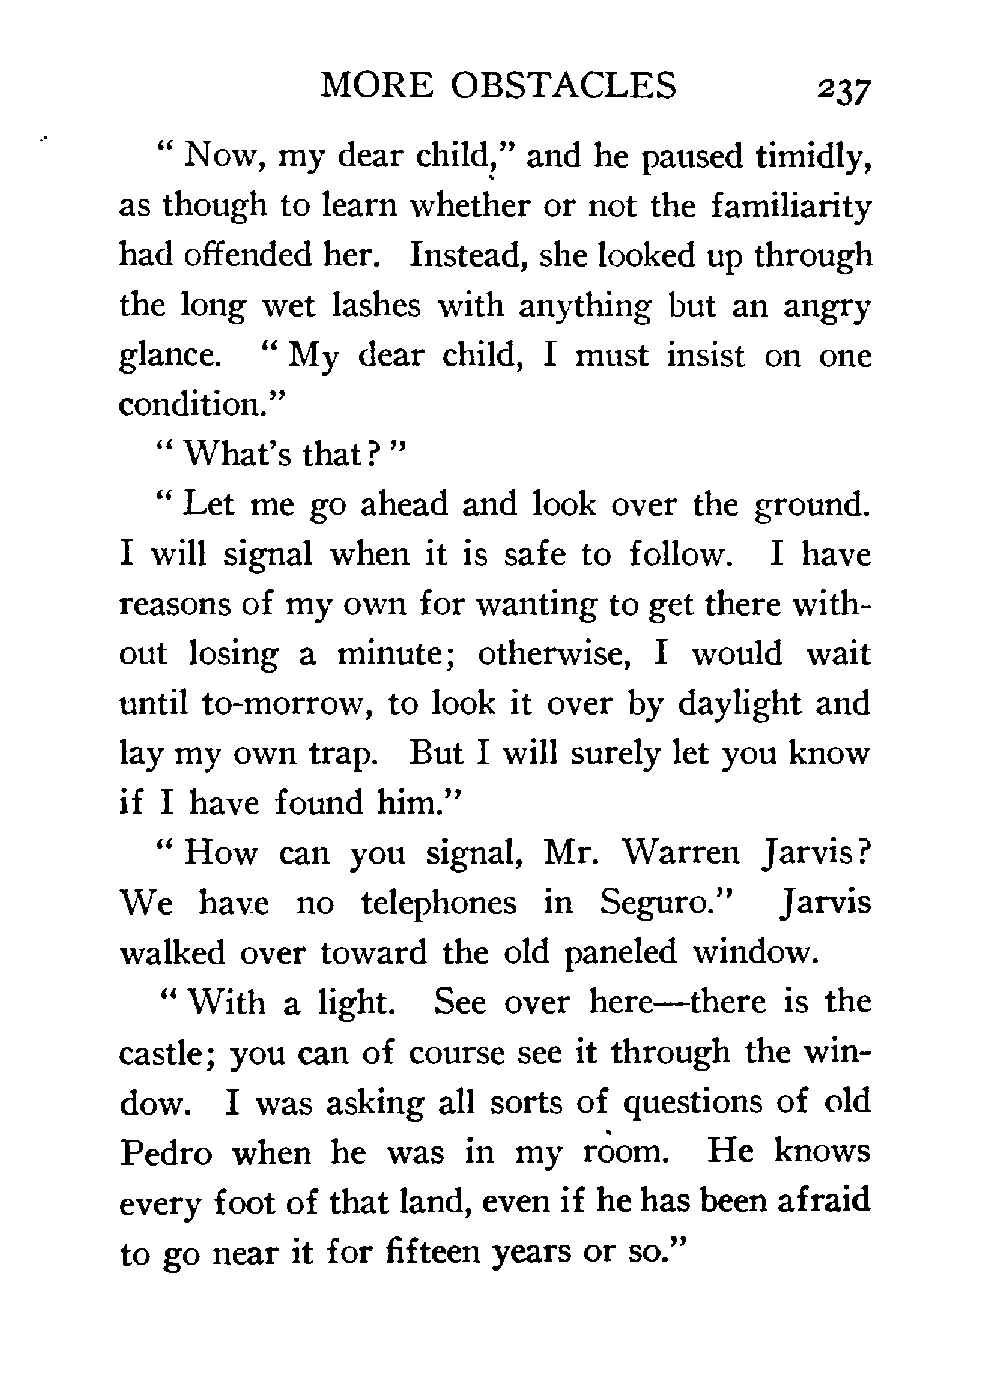 MORE OBSTACLES 237
“ Now, my dear child,” and he paused timidly,
as though to learn whether or not the familiarity
had offended her. Instead, she looked up through
the long wet lashes with anything but an angry
glance. “ My dear child, I must insist on one
condition.”
“ What’s that? ”
“ Let me go ahead and look over the ground.
I will signal when it is safe to follow. I have
reasons of my own for wanting to get there with-
out losing a minute; otherwise, I would wait
until to-morrow, to look it over by daylight and
lay my own trap. But I will surely let you know
if I have found him.”
“ How can you signal, Mr. Warren Jarvis?
We have no telephones in Seguro.” Jarvis
walked over toward the old paneled window.
“ With a light. See over here—there is the
castle; you can of course see it through the win-
dow. I was asking all sorts of questions of old
Pedro when he was in my room. He knows
every foot of that land, even if he has been afraid
to go near it for fifteen years or so.”